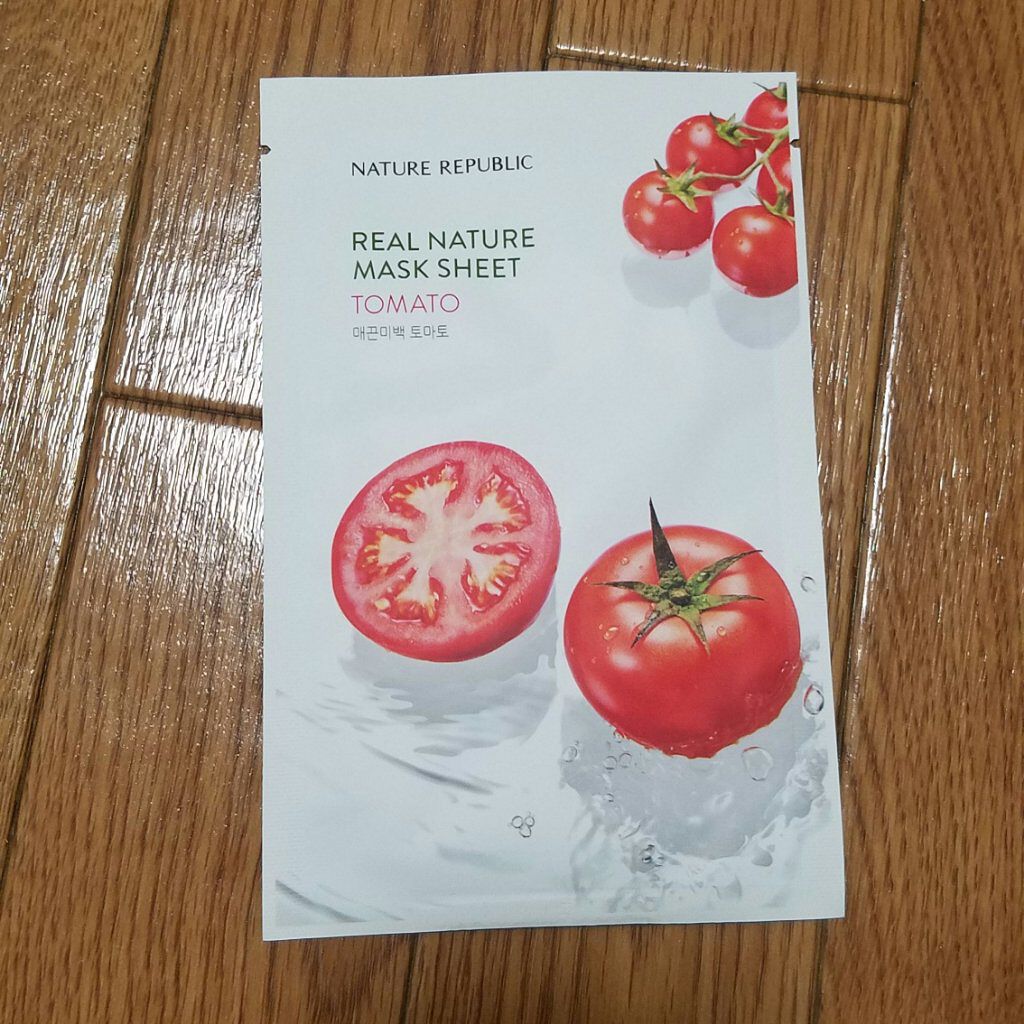 NATURE REPUBLIC
REAL NATURE
MASK SHEET
TOMATO
매끈미백 토마토